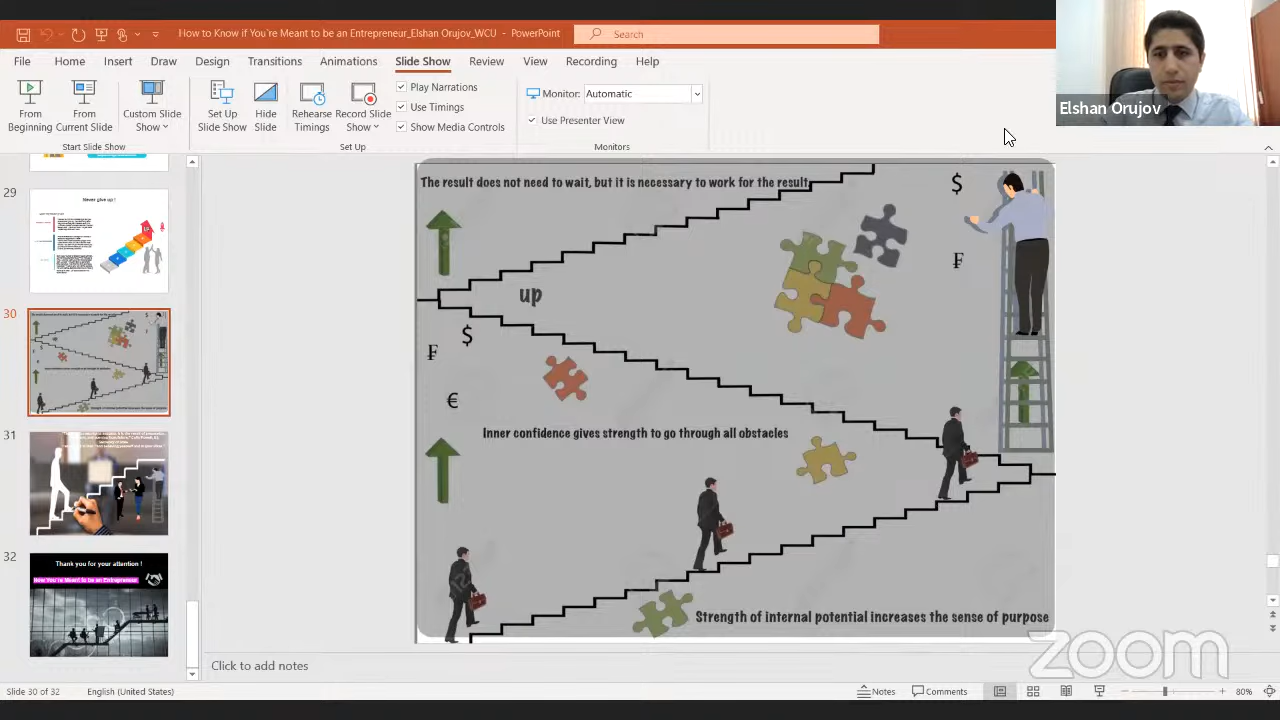 How to Know if You're Meant to be an Entrepreneur_Elshan Orujov_WCU - PowerPoint
Search
File Home Insert Draw Design Transitions Animations Slide Show Review View Recording Help
From Beginning
From Current Slide
Custom Slide Show
Set Up Slide Show
Hide Slide
Rehearse Timings
Record Slide Show
Play Narrations
Use Timings
Show Media Controls
Monitor: Automatic
Use Presenter View
Start Slide Show
Set Up
Monitors
Elshan Orujov
29
Never give up !
30
31
32
Thank you for your attention !
How You're Meant to be an Entrepreneur
The result does not need to wait, but it is necessary to work for the result
$
₣
up
$
₣
€
Inner confidence gives strength to go through all obstacles
Strength of internal potential increases the sense of purpose
zoom
Click to add notes
Slide 30 of 32 English (United States) Notes Comments 80%